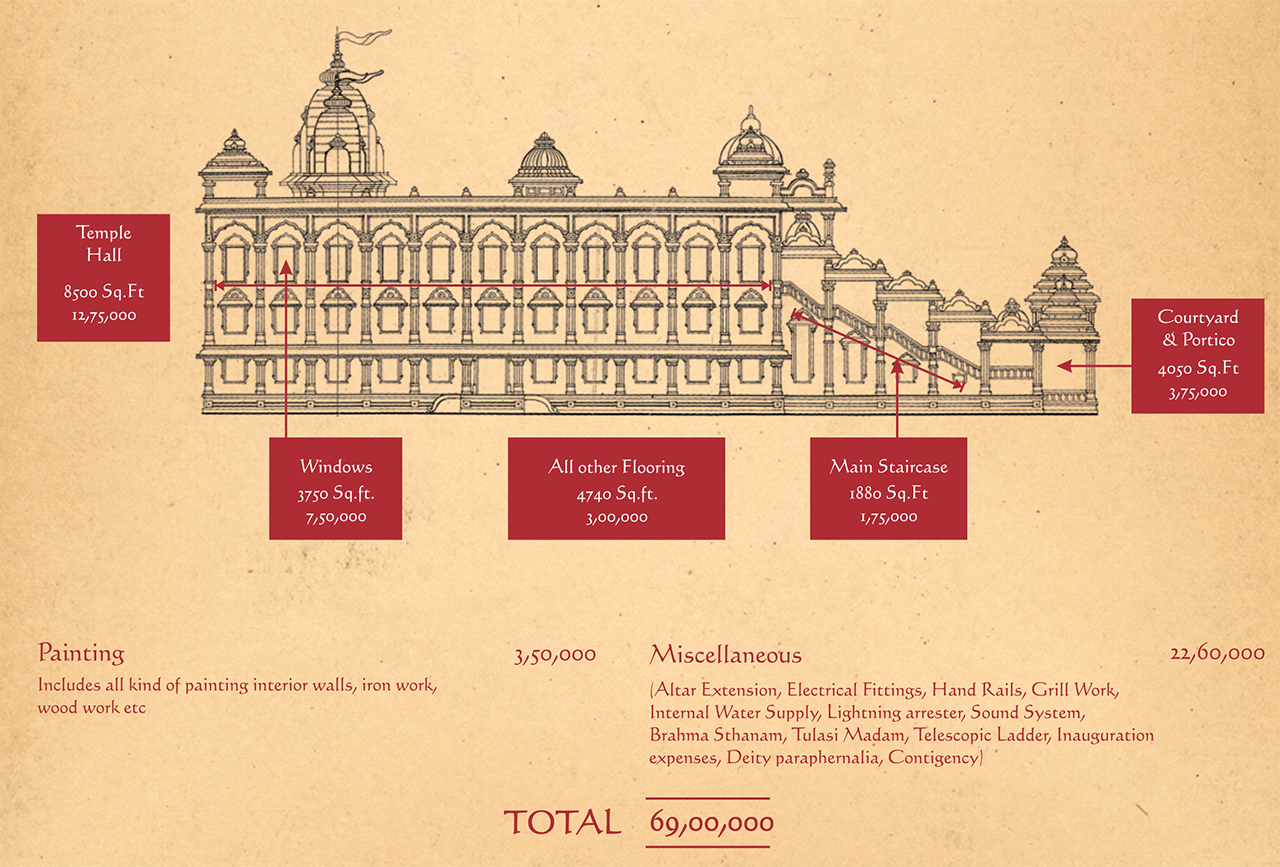 Temple
Hall
8500 Sq.Ft
12,75,000
Courtyard
& Portico
4050 Sq.Ft
3,75,000
Windows
3750 Sq.ft.
7,50,000
All other Flooring
4740 Sq.ft.
3,00,000
Main Staircase
1880 Sq.Ft
1,75,000
Painting 3,50,000
Includes all kind of painting interior walls, iron work,
wood work etc
Miscellaneous 22,60,000
(Altar Extension, Electrical Fittings, Hand Rails, Grill Work,
Internal Water Supply, Lightning arrester, Sound System,
Brahma Sthanam, Tulasi Madam, Telescopic Ladder, Inauguration
expenses, Deity paraphernalia, Contigency)
TOTAL 69,00,000